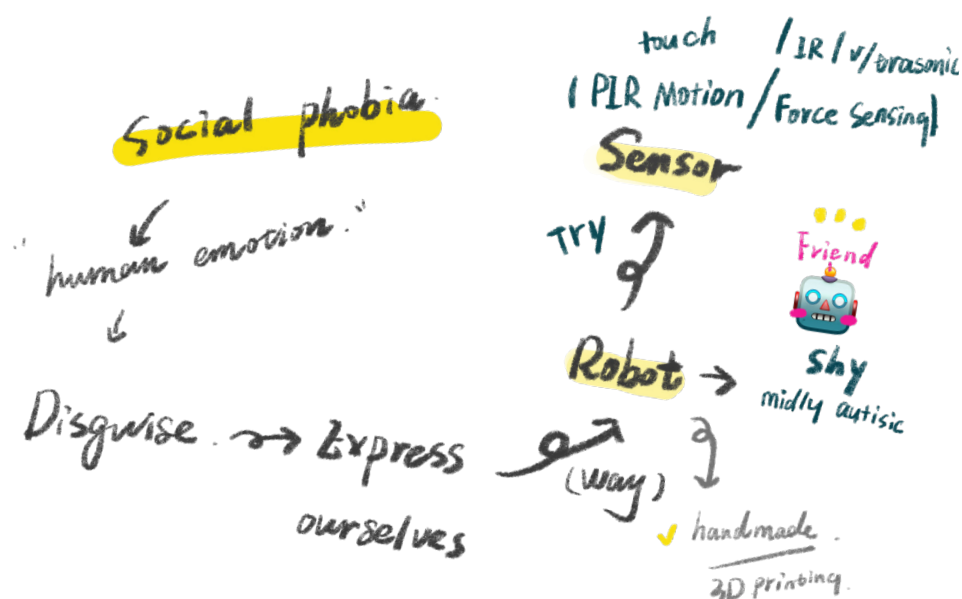 Social phobia.
"human emotion."
Disguise.
Express
ourselves
(way)
Robot
Try
Sensor
touch / IR / Vltrasonic
( PIR Motion / Force Sensing)
Friend
shy
midly autisic
handmade.
3D printing.